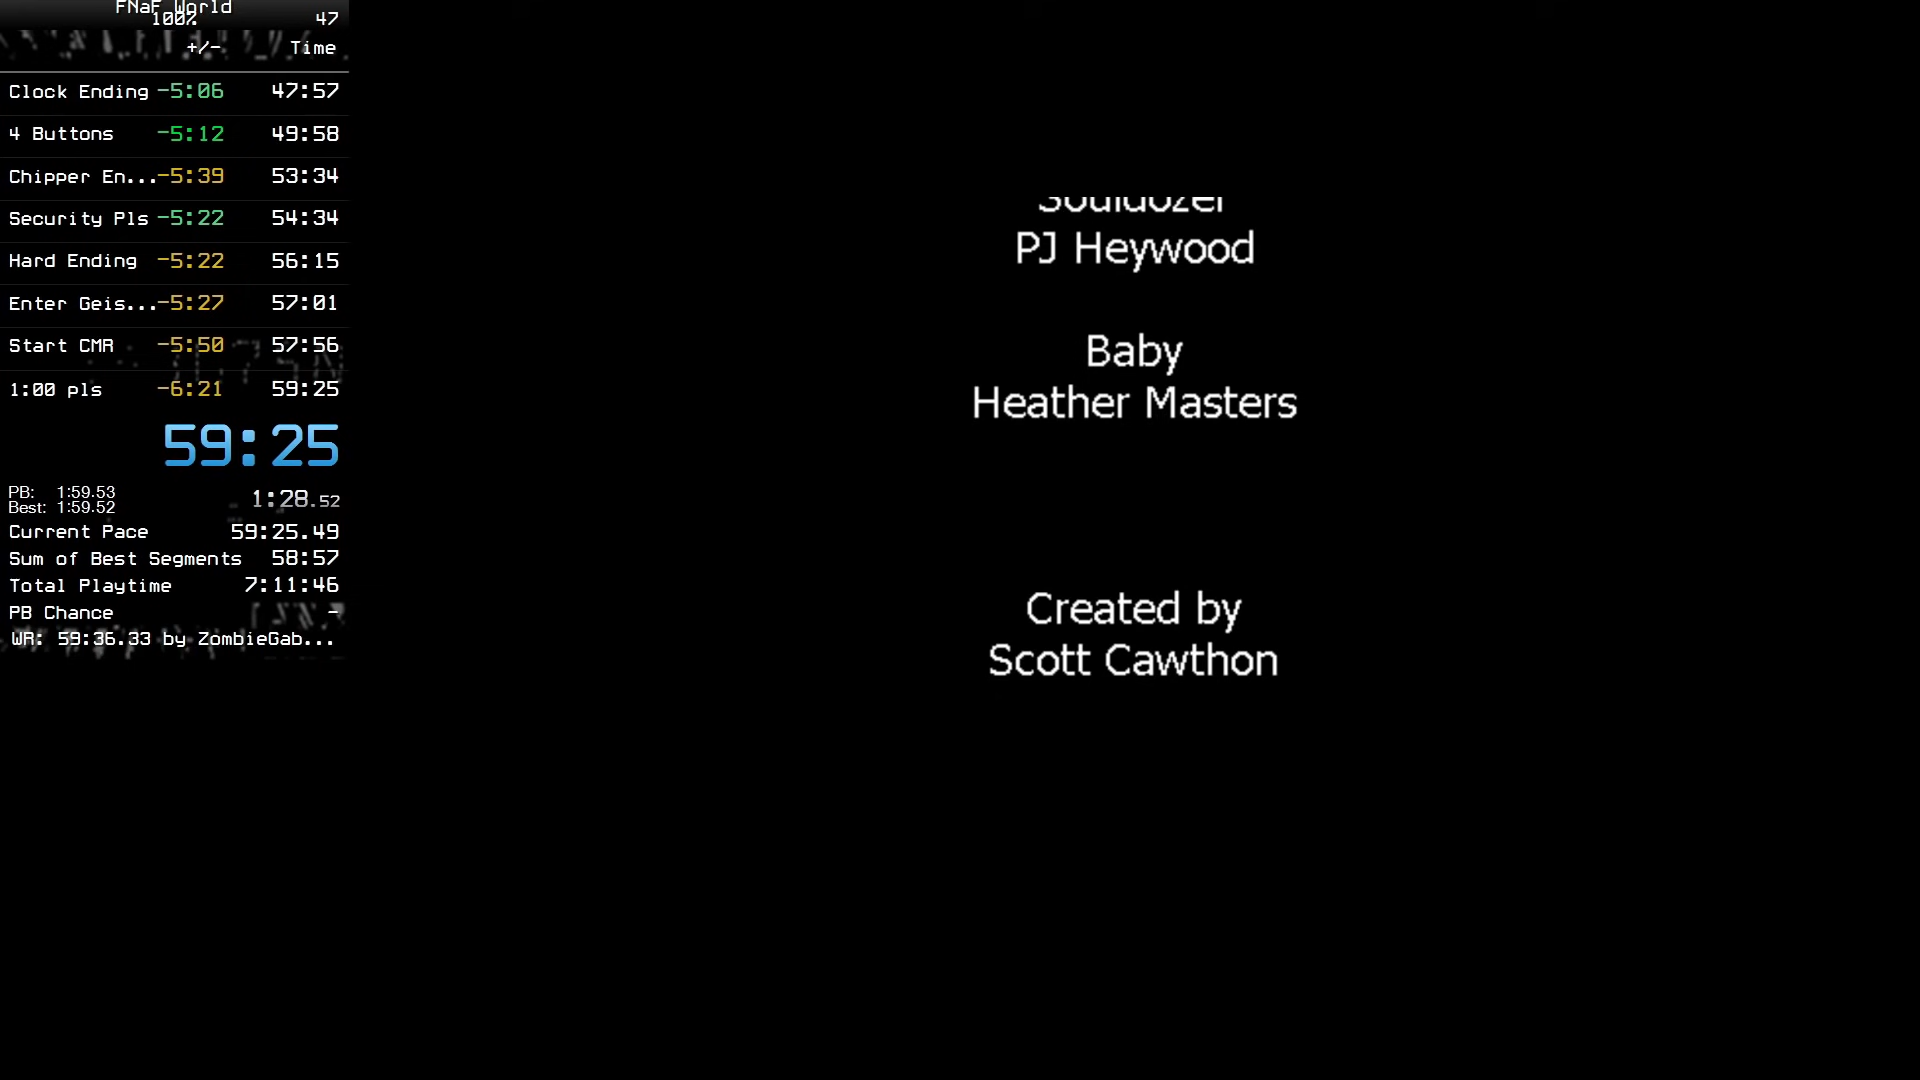 FNaF World
100% 47
+/- Time
Clock Ending -5:06 47:57
4 Buttons -5:12 49:58
Chipper En... -5:39 53:34
Security Pls -5:22 54:34
Hard Ending -5:22 56:15
Enter Geis... -5:27 57:01
Start CMR -5:50 57:56
1:00 pls -6:21 59:25
59:25
PB: 1:59.53 1:28.52
Best: 1:59.52
Current Pace 59:25.49
Sum of Best Segments 58:57
Total Playtime 7:11:46
PB Chance -
WR: 59:36.33 by ZombieGab...
Souldozer
PJ Heywood
Baby
Heather Masters
Created by
Scott Cawthon